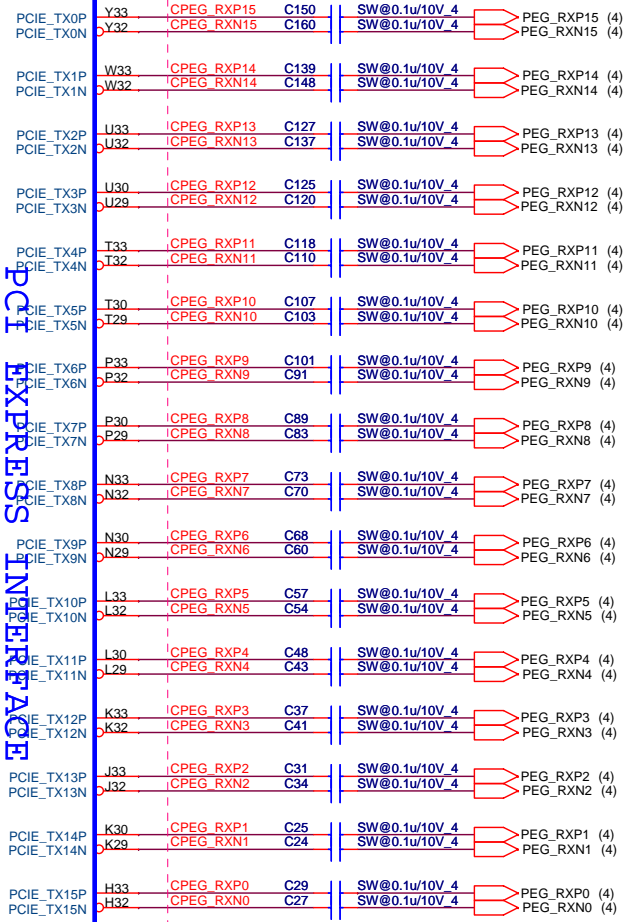 PCIE_TX0P Y33 CPEG_RXP15 C150 SW@0.1u/10V_4 PEG_RXP15 (4)
PCIE_TX0N Y32 CPEG_RXN15 C160 SW@0.1u/10V_4 PEG_RXN15 (4)
PCIE_TX1P W33 CPEG_RXP14 C139 SW@0.1u/10V_4 PEG_RXP14 (4)
PCIE_TX1N W32 CPEG_RXN14 C148 SW@0.1u/10V_4 PEG_RXN14 (4)
PCIE_TX2P U33 CPEG_RXP13 C127 SW@0.1u/10V_4 PEG_RXP13 (4)
PCIE_TX2N U32 CPEG_RXN13 C137 SW@0.1u/10V_4 PEG_RXN13 (4)
PCIE_TX3P U30 CPEG_RXP12 C125 SW@0.1u/10V_4 PEG_RXP12 (4)
PCIE_TX3N U29 CPEG_RXN12 C120 SW@0.1u/10V_4 PEG_RXN12 (4)
PCIE_TX4P T33 CPEG_RXP11 C118 SW@0.1u/10V_4 PEG_RXP11 (4)
PCIE_TX4N T32 CPEG_RXN11 C110 SW@0.1u/10V_4 PEG_RXN11 (4)
PCIE_TX5P T30 CPEG_RXP10 C107 SW@0.1u/10V_4 PEG_RXP10 (4)
PCIE_TX5N T29 CPEG_RXN10 C103 SW@0.1u/10V_4 PEG_RXN10 (4)
PCIE_TX6P P33 CPEG_RXP9 C101 SW@0.1u/10V_4 PEG_RXP9 (4)
PCIE_TX6N P32 CPEG_RXN9 C91 SW@0.1u/10V_4 PEG_RXN9 (4)
PCIE_TX7P P30 CPEG_RXP8 C89 SW@0.1u/10V_4 PEG_RXP8 (4)
PCIE_TX7N P29 CPEG_RXN8 C83 SW@0.1u/10V_4 PEG_RXN8 (4)
PCIE_TX8P N33 CPEG_RXP7 C73 SW@0.1u/10V_4 PEG_RXP7 (4)
PCIE_TX8N N32 CPEG_RXN7 C70 SW@0.1u/10V_4 PEG_RXN7 (4)
PCIE_TX9P N30 CPEG_RXP6 C68 SW@0.1u/10V_4 PEG_RXP6 (4)
PCIE_TX9N N29 CPEG_RXN6 C60 SW@0.1u/10V_4 PEG_RXN6 (4)
PCIE_TX10P L33 CPEG_RXP5 C57 SW@0.1u/10V_4 PEG_RXP5 (4)
PCIE_TX10N L32 CPEG_RXN5 C54 SW@0.1u/10V_4 PEG_RXN5 (4)
PCIE_TX11P L30 CPEG_RXP4 C48 SW@0.1u/10V_4 PEG_RXP4 (4)
PCIE_TX11N L29 CPEG_RXN4 C43 SW@0.1u/10V_4 PEG_RXN4 (4)
PCIE_TX12P K33 CPEG_RXP3 C37 SW@0.1u/10V_4 PEG_RXP3 (4)
PCIE_TX12N K32 CPEG_RXN3 C41 SW@0.1u/10V_4 PEG_RXN3 (4)
PCIE_TX13P J33 CPEG_RXP2 C31 SW@0.1u/10V_4 PEG_RXP2 (4)
PCIE_TX13N J32 CPEG_RXN2 C34 SW@0.1u/10V_4 PEG_RXN2 (4)
PCIE_TX14P K30 CPEG_RXP1 C25 SW@0.1u/10V_4 PEG_RXP1 (4)
PCIE_TX14N K29 CPEG_RXN1 C24 SW@0.1u/10V_4 PEG_RXN1 (4)
PCIE_TX15P H33 CPEG_RXP0 C29 SW@0.1u/10V_4 PEG_RXP0 (4)
PCIE_TX15N H32 CPEG_RXN0 C27 SW@0.1u/10V_4 PEG_RXN0 (4)
PCI EXPRESS INTERFACE